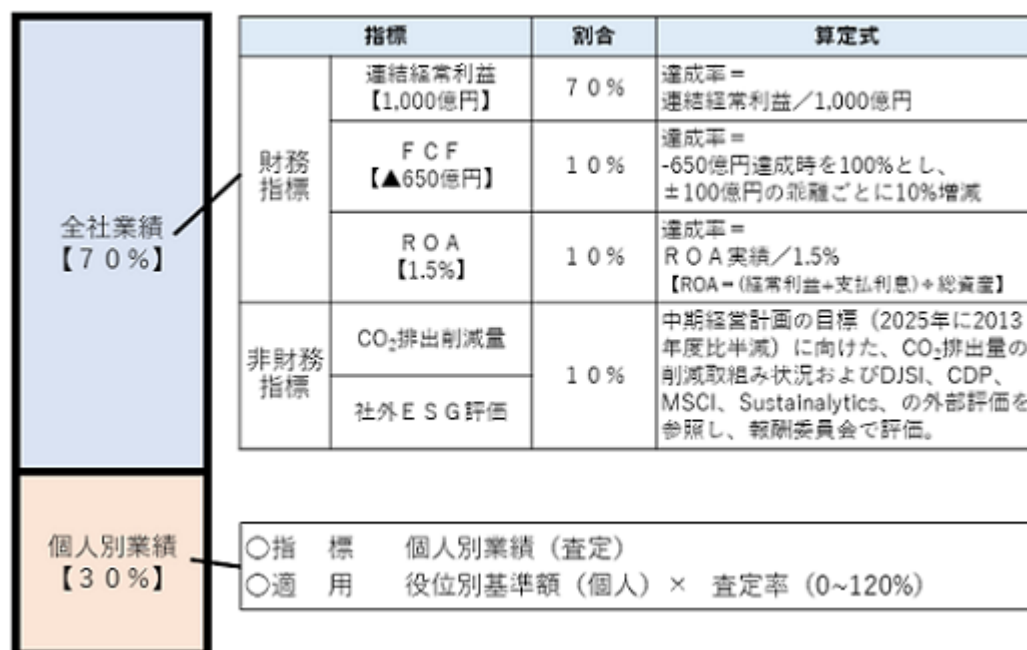 指標 割合 算定式
全社業績
【７０%】
財務
指標
連結経常利益
【1,000億円】
７０%
達成率＝
連結経常利益／1,000億円
ＦＣＦ
【▲650億円】
１０%
達成率＝
-650億円達成時を100%とし、
±100億円の乖離ごとに10%増減
ＲＯＡ
【1.5%】
１０%
達成率＝
ＲＯＡ実績／1.5%
【ROA＝(経常利益+支払利息)÷総資産】
非財務
指標
CO₂排出削減量
社外ＥＳＧ評価
１０%
中期経営計画の目標（2025年に2013
年度比半減）に向けた、CO₂排出量の
削減取組み状況およびDJSI、CDP、
MSCI、Sustainalytics、の外部評価を
参照し、報酬委員会で評価。
個人別業績
【３０%】
○指　標　　個人別業績（査定）
○適　用　　役位別基準額（個人）×　査定率（0~120%）